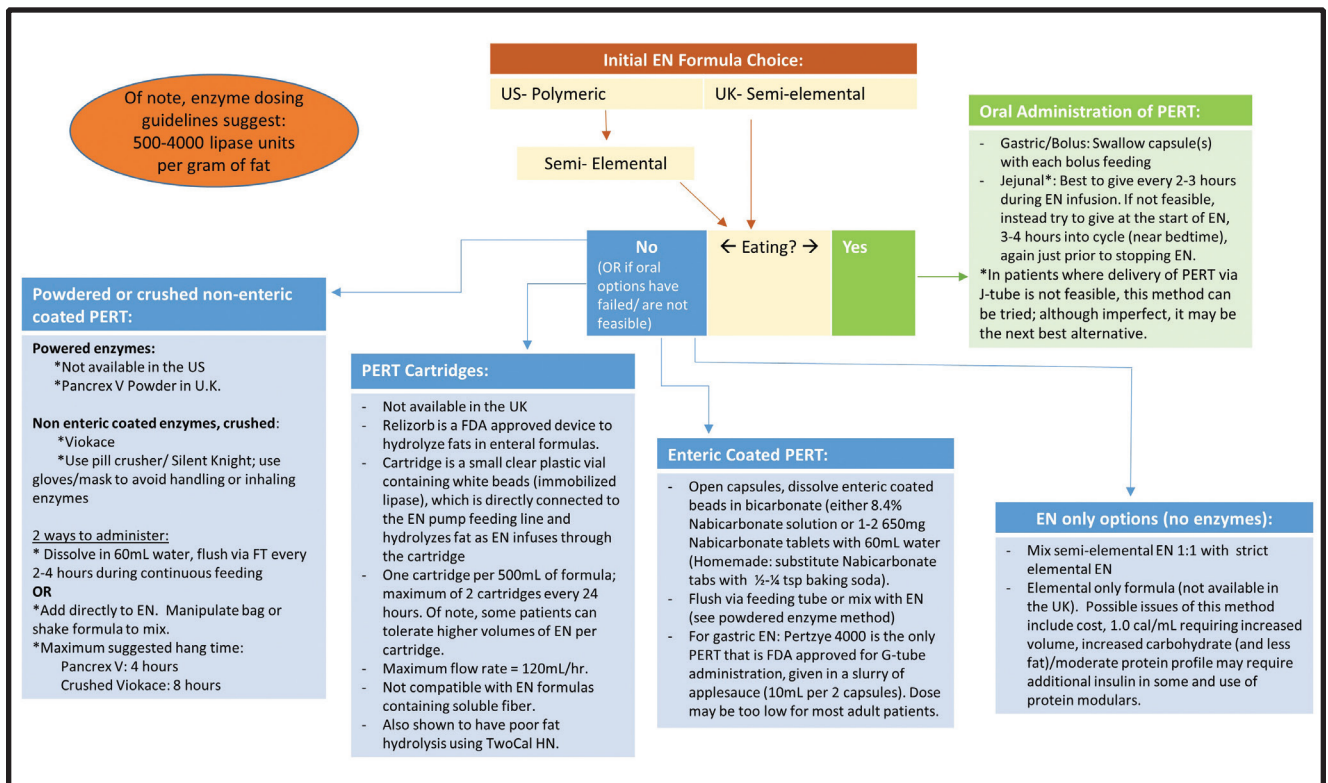 Initial EN Formula Choice:
US- Polymeric
UK- Semi-elemental
Semi- Elemental
Of note, enzyme dosing
guidelines suggest:
500-4000 lipase units
per gram of fat
Oral Administration of PERT:
- Gastric/Bolus: Swallow capsule(s)
with each bolus feeding
- Jejunal*: Best to give every 2-3 hours
during EN infusion. If not feasible,
instead try to give at the start of EN,
3-4 hours into cycle (near bedtime),
again just prior to stopping EN.
*In patients where delivery of PERT via
J-tube is not feasible, this method can
be tried; although imperfect, it may be
the next best alternative.
No
(OR if oral
options have
failed/ are not
feasible)
← Eating? →
Yes
Powdered or crushed non-enteric
coated PERT:
Powered enzymes:
*Not available in the US
*Pancrex V Powder in U.K.
Non enteric coated enzymes, crushed:
*Viokace
*Use pill crusher/ Silent Knight; use
gloves/mask to avoid handling or inhaling
enzymes
2 ways to administer:
* Dissolve in 60mL water, flush via FT every
2-4 hours during continuous feeding
OR
*Add directly to EN. Manipulate bag or
shake formula to mix.
*Maximum suggested hang time:
Pancrex V: 4 hours
Crushed Viokace: 8 hours
PERT Cartridges:
- Not available in the UK
- Relizorb is a FDA approved device to
hydrolyze fats in enteral formulas.
- Cartridge is a small clear plastic vial
containing white beads (immobilized
lipase), which is directly connected to
the EN pump feeding line and
hydrolyzes fat as EN infuses through
the cartridge
- One cartridge per 500mL of formula;
maximum of 2 cartridges every 24
hours. Of note, some patients can
tolerate higher volumes of EN per
cartridge.
- Maximum flow rate = 120mL/hr.
- Not compatible with EN formulas
containing soluble fiber.
- Also shown to have poor fat
hydrolysis using TwoCal HN.
Enteric Coated PERT:
- Open capsules, dissolve enteric coated
beads in bicarbonate (either 8.4%
Nabicarbonate solution or 1-2 650mg
Nabicarbonate tablets with 60mL water
(Homemade: substitute Nabicarbonate
tabs with ½-¼ tsp baking soda).
- Flush via feeding tube or mix with EN
(see powdered enzyme method)
- For gastric EN: Pertzye 4000 is the only
PERT that is FDA approved for G-tube
administration, given in a slurry of
applesauce (10mL per 2 capsules). Dose
may be too low for most adult patients.
EN only options (no enzymes):
- Mix semi-elemental EN 1:1 with strict
elemental EN
- Elemental only formula (not available in
the UK). Possible issues of this method
include cost, 1.0 cal/mL requiring increased
volume, increased carbohydrate (and less
fat)/moderate protein profile may require
additional insulin in some and use of
protein modulars.